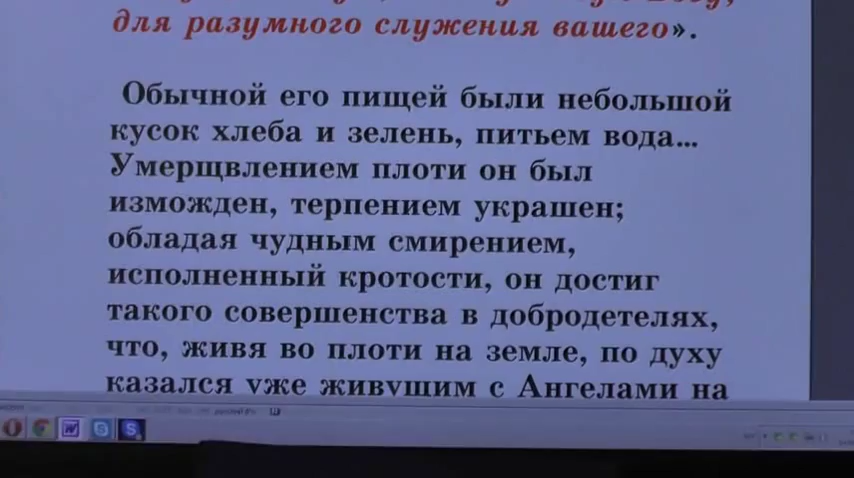 для разумного служения вашего».
Обычной его пищей были небольшой
кусок хлеба и зелень, питьем вода...
Умерщвлением плоти он был
изможден, терпением украшен;
обладая чудным смирением,
исполненный кротости, он достиг
такого совершенства в добродетелях,
что, живя во плоти на земле, по духу
казался уже живущим с Ангелами на